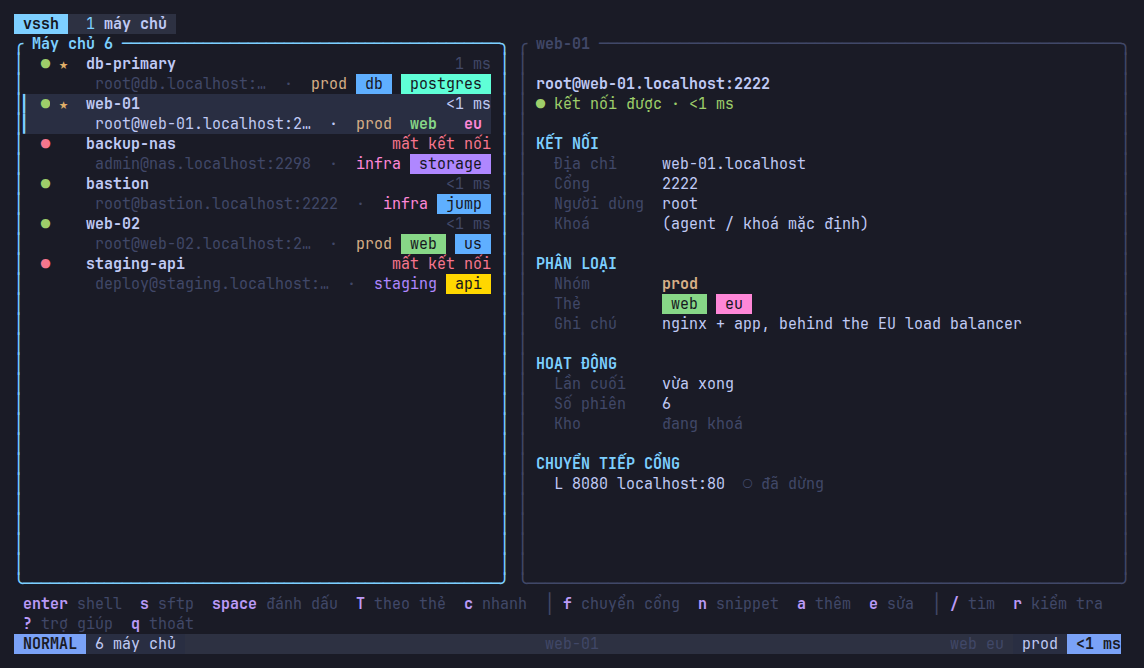 vssh 1 máy chủ
Máy chủ 6
● ★ db-primary 1 ms
root@db.localhost:… · prod db postgres
● ★ web-01 <1 ms
root@web-01.localhost:2… · prod web eu
● backup-nas mất kết nối
admin@nas.localhost:2298 · infra storage
● bastion <1 ms
root@bastion.localhost:2222 · infra jump
● web-02 <1 ms
root@web-02.localhost:2… · prod web us
● staging-api mất kết nối
deploy@staging.localhost:… · staging api
web-01
root@web-01.localhost:2222
● kết nối được · <1 ms
KẾT NỐI
Địa chỉ web-01.localhost
Cổng 2222
Người dùng root
Khoá (agent / khoá mặc định)
PHÂN LOẠI
Nhóm prod
Thẻ web eu
Ghi chú nginx + app, behind the EU load balancer
HOẠT ĐỘNG
Lần cuối vừa xong
Số phiên 6
Kho đang khoá
CHUYỂN TIẾP CỔNG
L 8080 localhost:80 ○ đã dừng
enter shell s sftp space đánh dấu T theo thẻ c nhanh │ f chuyển cổng n snippet a thêm e sửa │ / tìm r kiểm tra
? trợ giúp q thoát
NORMAL 6 máy chủ web-01 web eu prod <1 ms